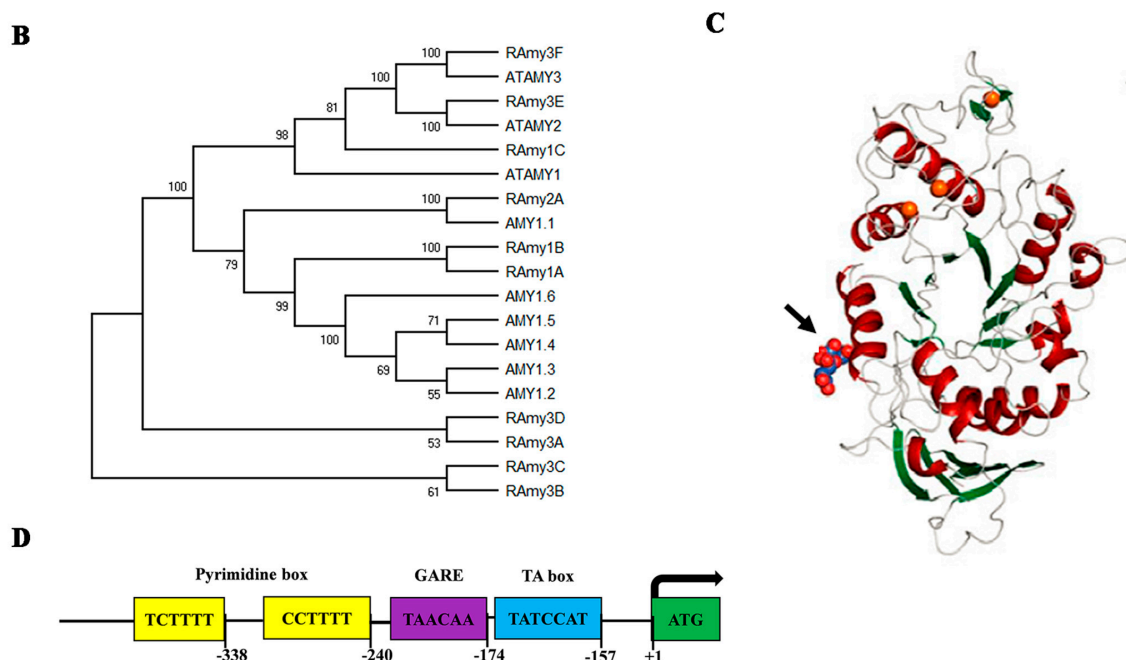 B
C
100
RAmy3F
ATAMY3
100
RAmy3E
81
100
ATAMY2
98
RAmy1C
ATAMY1
100
100
RAmy2A
AMY1.1
100
RAmy1B
79
RAmy1A
99
AMY1.6
71
AMY1.5
100
AMY1.4
69
AMY1.3
55
AMY1.2
RAmy3D
53
RAmy3A
RAmy3C
61
RAmy3B
D
Pyrimidine box GARE TA box
TCTTTT CCTTTT TAACAA TATCCAT ATG
-338 -240 -174 -157 +1